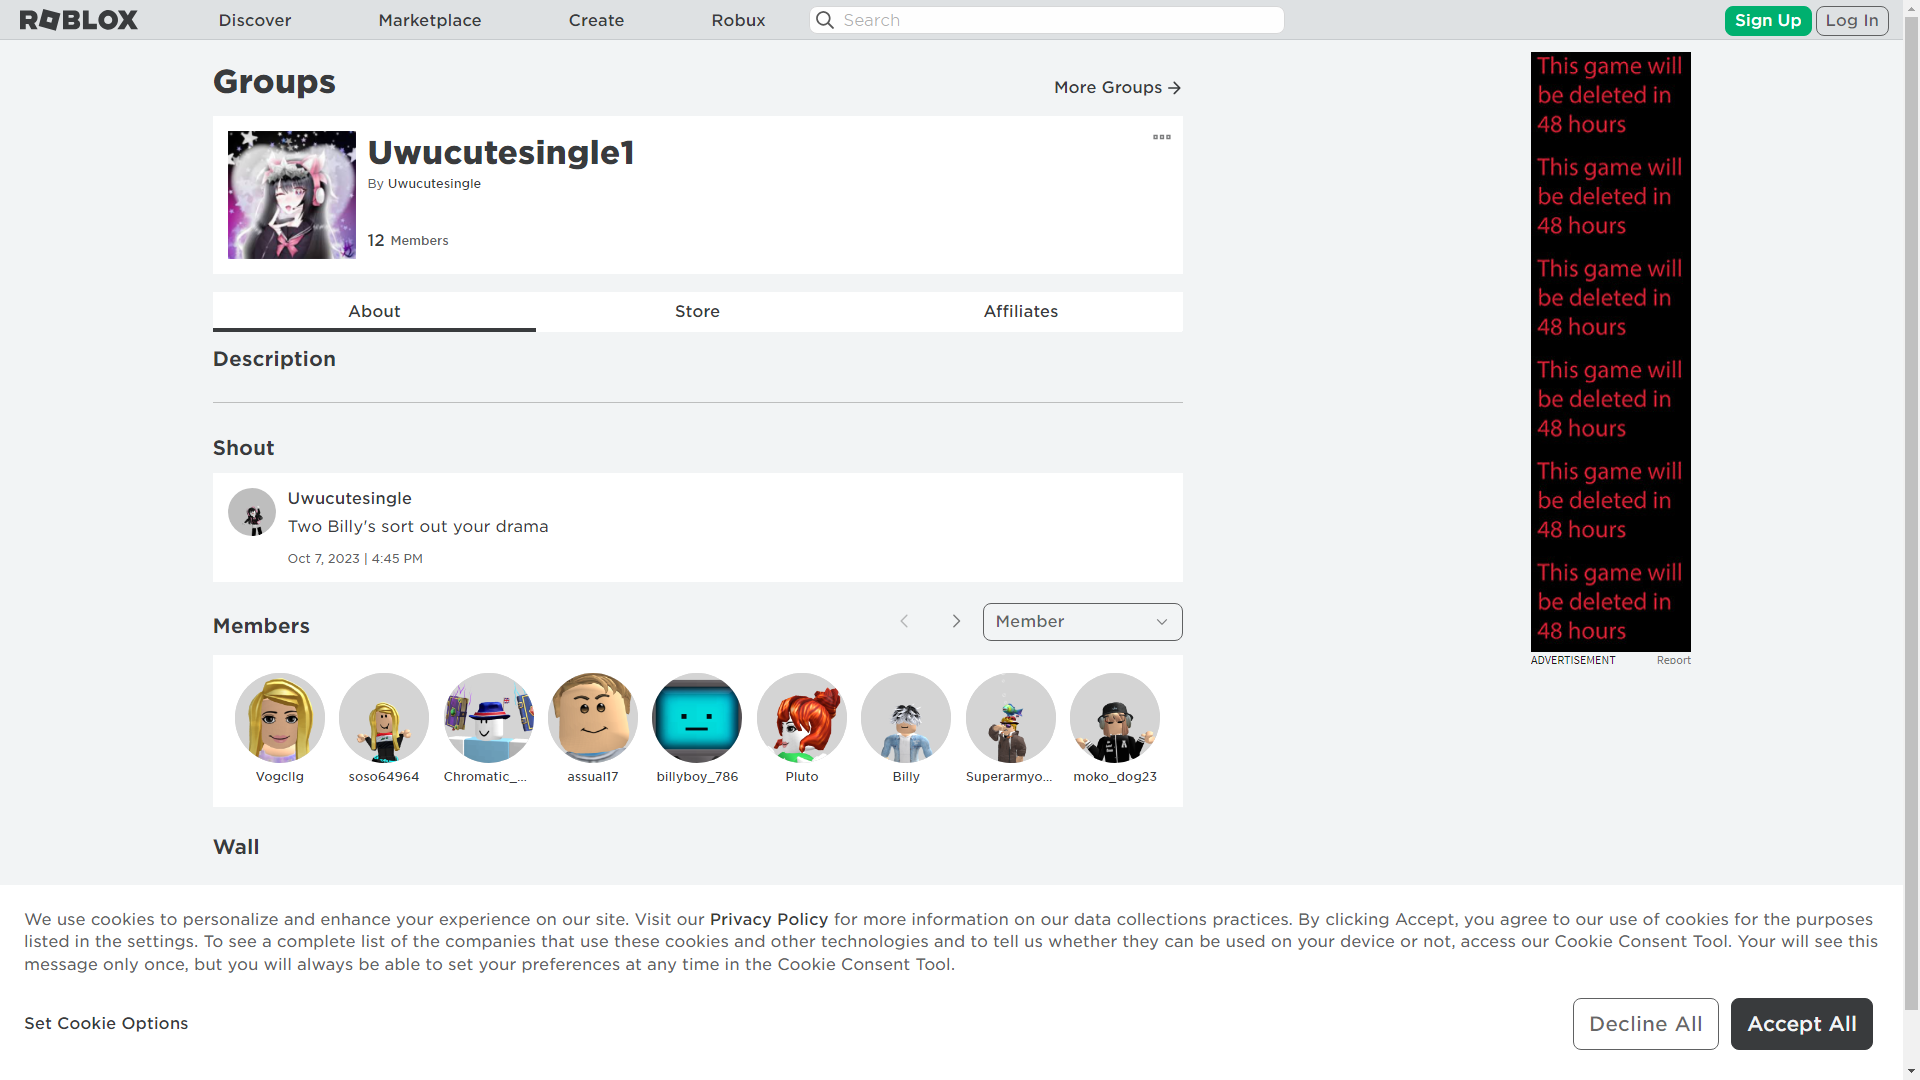 ROBLOX Discover Marketplace Create Robux Search Sign Up Log In
Groups
More Groups
Uwucutesingle1
By Uwucutesingle
12 Members
About Store Affiliates
Description
Shout
Uwucutesingle
Two Billy's sort out your drama
Oct 7, 2023 | 4:45 PM
Members
Member
Vogcllg soso64964 Chromatic_... assual17 billyboy_786 Pluto Billy Superarmyo... moko_dog23
Wall
This game will
be deleted in
48 hours
This game will
be deleted in
48 hours
This game will
be deleted in
48 hours
This game will
be deleted in
48 hours
This game will
be deleted in
48 hours
This game will
be deleted in
48 hours
ADVERTISEMENT Report
We use cookies to personalize and enhance your experience on our site. Visit our Privacy Policy for more information on our data collections practices. By clicking Accept, you agree to our use of cookies for the purposes
listed in the settings. To see a complete list of the companies that use these cookies and other technologies and to tell us whether they can be used on your device or not, access our Cookie Consent Tool. Your will see this
message only once, but you will always be able to set your preferences at any time in the Cookie Consent Tool.
Set Cookie Options
Decline All
Accept All